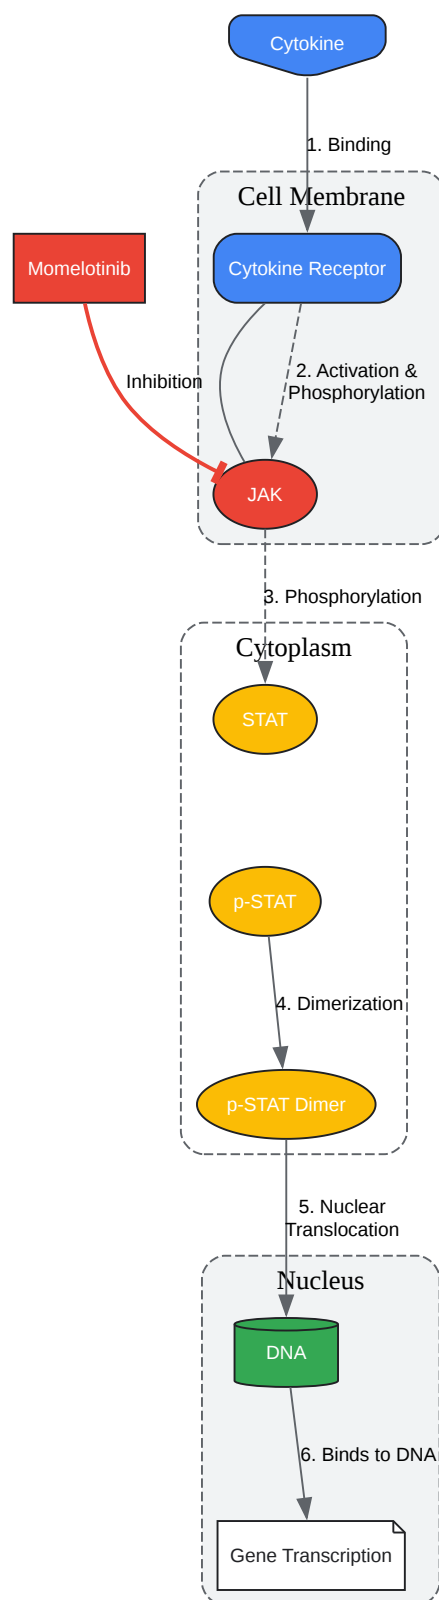 Cytokine
1. Binding
Cell Membrane
Momelotinib
Cytokine Receptor
Inhibition
2. Activation &
Phosphorylation
JAK
3. Phosphorylation
Cytoplasm
STAT
p-STAT
4. Dimerization
p-STAT Dimer
5. Nuclear
Translocation
Nucleus
DNA
6. Binds to DNA
Gene Transcription